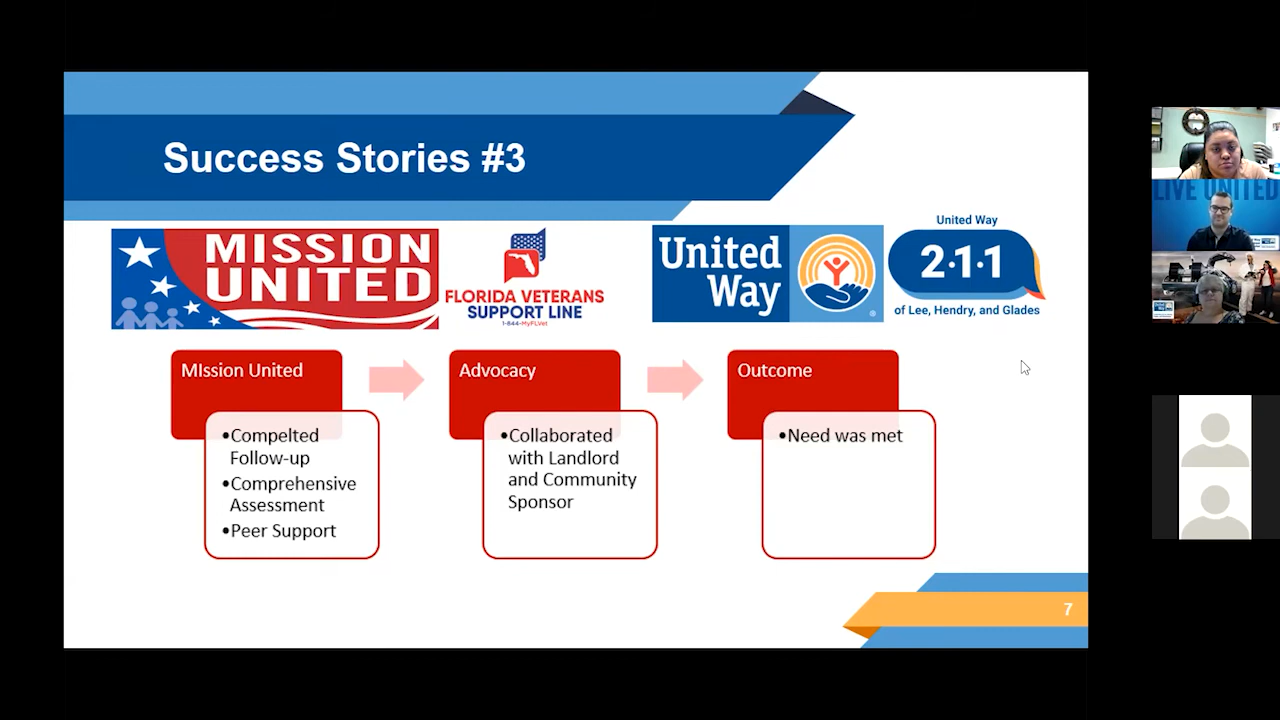 Success Stories #3
MISSION
UNITED
FLORIDA VETERANS
SUPPORT LINE
1-844-MyFLVet
United
Way
United Way
2·1·1
of Lee, Hendry, and Glades
MIssion United
•Compelted
Follow-up
•Comprehensive
Assessment
•Peer Support
Advocacy
•Collaborated
with Landlord
and Community
Sponsor
Outcome
•Need was met
7
LIVE UNITED